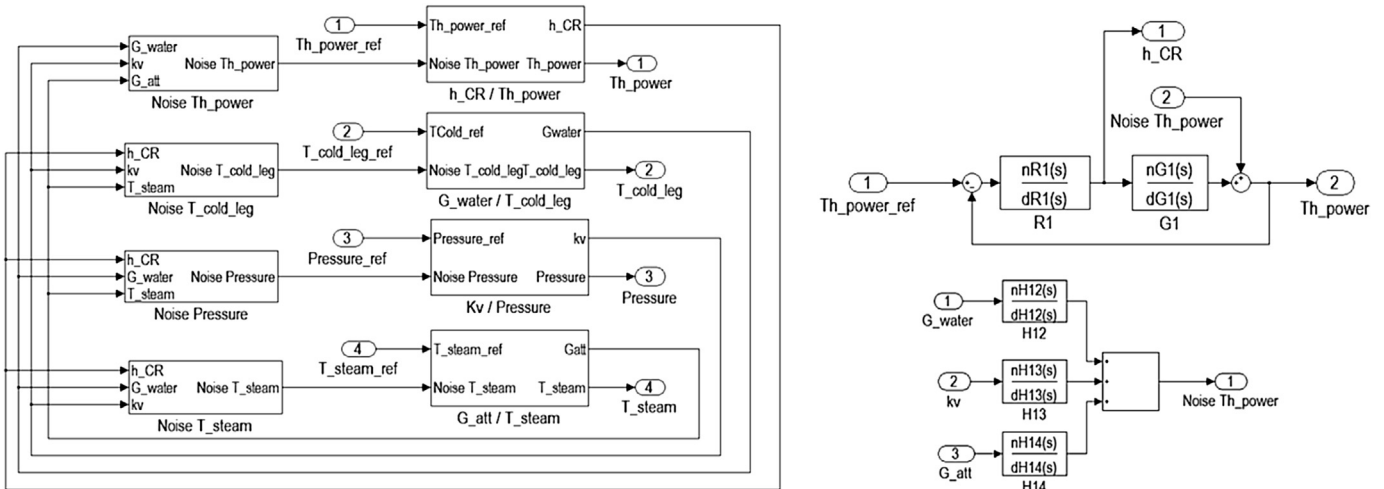 1
Th_power_ref
Th_power_ref
h_CR
Noise Th_power
Th_power
h_CR / Th_power
1
Th_power
G_water
kv
G_att
Noise Th_power
Noise Th_power
2
T_cold_leg_ref
TCold_ref
Gwater
Noise T_cold_legT_cold_leg
G_water / T_cold_leg
2
T_cold_leg
h_CR
kv
T_steam
Noise T_cold_leg
Noise T_cold_leg
3
Pressure_ref
Pressure_ref
kv
Noise Pressure
Pressure
Kv / Pressure
3
Pressure
h_CR
G_water
T_steam
Noise Pressure
Noise Pressure
4
T_steam_ref
T_steam_ref
Gatt
Noise T_steam
T_steam
G_att / T_steam
4
T_steam
h_CR
G_water
kv
Noise T_steam
Noise T_steam
1
h_CR
2
Noise Th_power
1
Th_power_ref
nR1(s)
dR1(s)
R1
nG1(s)
dG1(s)
G1
2
Th_power
1
G_water
nH12(s)
dH12(s)
H12
2
kv
nH13(s)
dH13(s)
H13
3
G_att
nH14(s)
dH14(s)
H14
1
Noise Th_power